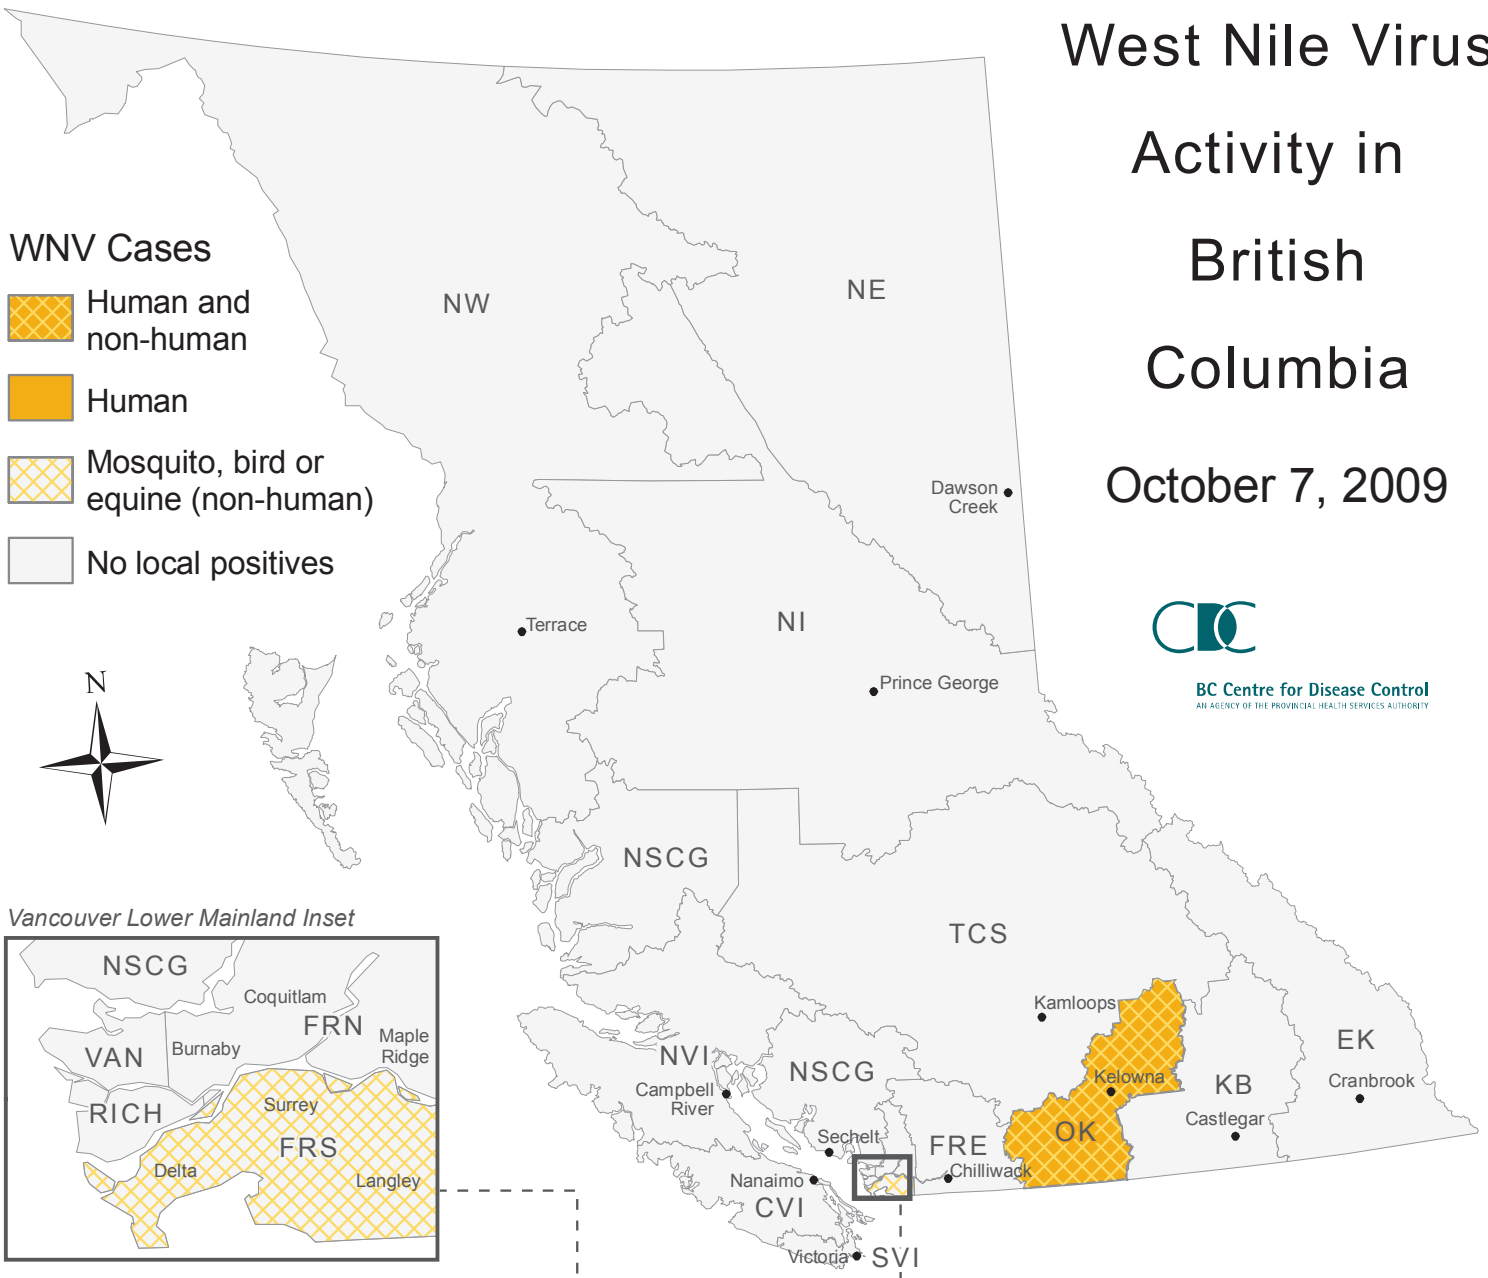 West Nile Virus
Activity in
British
Columbia
October 7, 2009
WNV Cases
Human and
non-human
Human
Mosquito, bird or
equine (non-human)
No local positives
N
CDC
BC Centre for Disease Control
AN AGENCY OF THE PROVINCIAL HEALTH SERVICES AUTHORITY
NW
NE
Dawson
Creek
Terrace
NI
Prince George
NSCG
TCS
Kamloops
NVI
Campbell
River
NSCG
Kelowna
KB
EK
Cranbrook
Castlegar
OK
Sechelt
FRE
Chilliwack
Nanaimo
CVI
Victoria
SVI
Vancouver Lower Mainland Inset
NSCG
Coquitlam
FRN
Maple
Ridge
VAN
Burnaby
RICH
Surrey
FRS
Delta
Langley